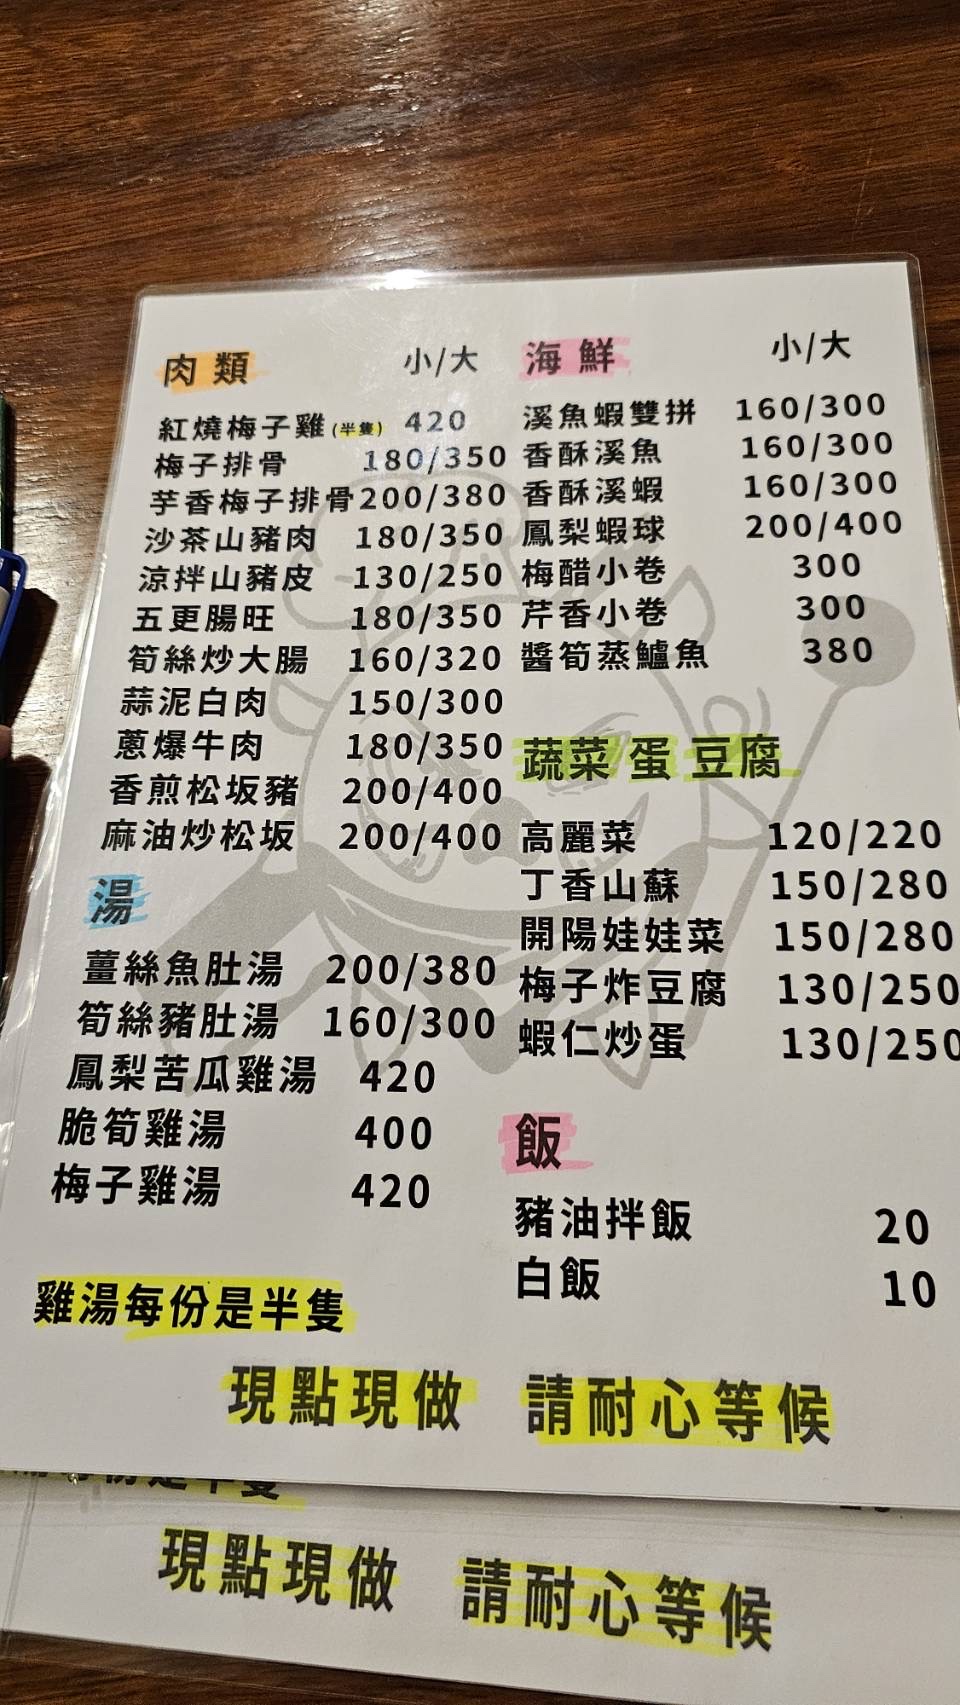 肉類 小/大
紅燒梅子雞(半隻) 420
梅子排骨 180/350
芋香梅子排骨 200/380
沙茶山豬肉 180/350
涼拌山豬皮 130/250
五更腸旺 180/350
筍絲炒大腸 160/320
蒜泥白肉 150/300
蔥爆牛肉 180/350
香煎松坂豬 200/400
麻油炒松坂 200/400
湯
薑絲魚肚湯 200/380
筍絲豬肚湯 160/300
鳳梨苦瓜雞湯 420
脆筍雞湯 400
梅子雞湯 420
雞湯每份是半隻
海鮮 小/大
溪魚蝦雙拼 160/300
香酥溪魚 160/300
香酥溪蝦 160/300
鳳梨蝦球 200/400
梅醋小卷 300
芹香小卷 300
醬筍蒸鱸魚 380
蔬菜 蛋 豆腐
高麗菜 120/220
丁香山蘇 150/280
開陽娃娃菜 150/280
梅子炸豆腐 130/250
蝦仁炒蛋 130/250
飯
豬油拌飯 20
白飯 10
現點現做 請耐心等候
現點現做 請耐心等候